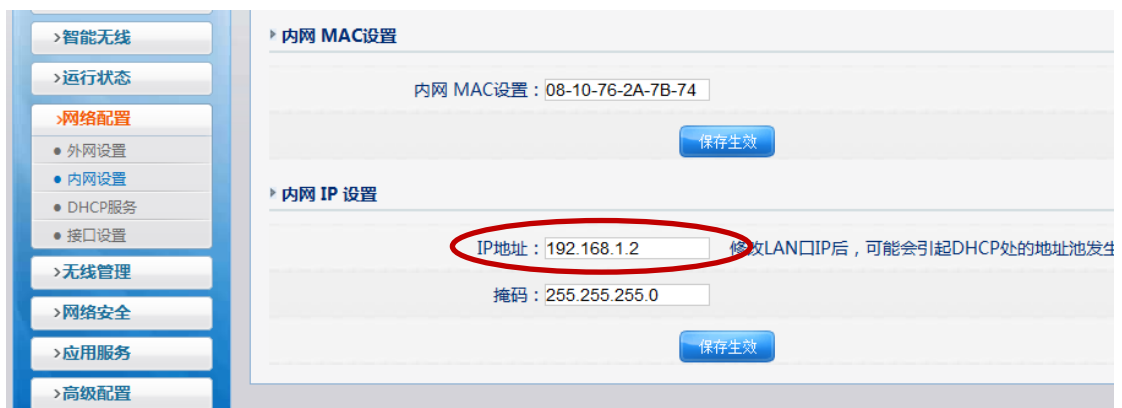 >智能无线
>运行状态
>网络配置
● 外网设置
● 内网设置
● DHCP服务
● 接口设置
>无线管理
>网络安全
>应用服务
>高级配置
内网 MAC设置
内网 MAC设置：08-10-76-2A-7B-74
保存生效
内网 IP 设置
IP地址：192.168.1.2 修改LAN口IP后，可能会引起DHCP处的地址池发生
掩码：255.255.255.0
保存生效